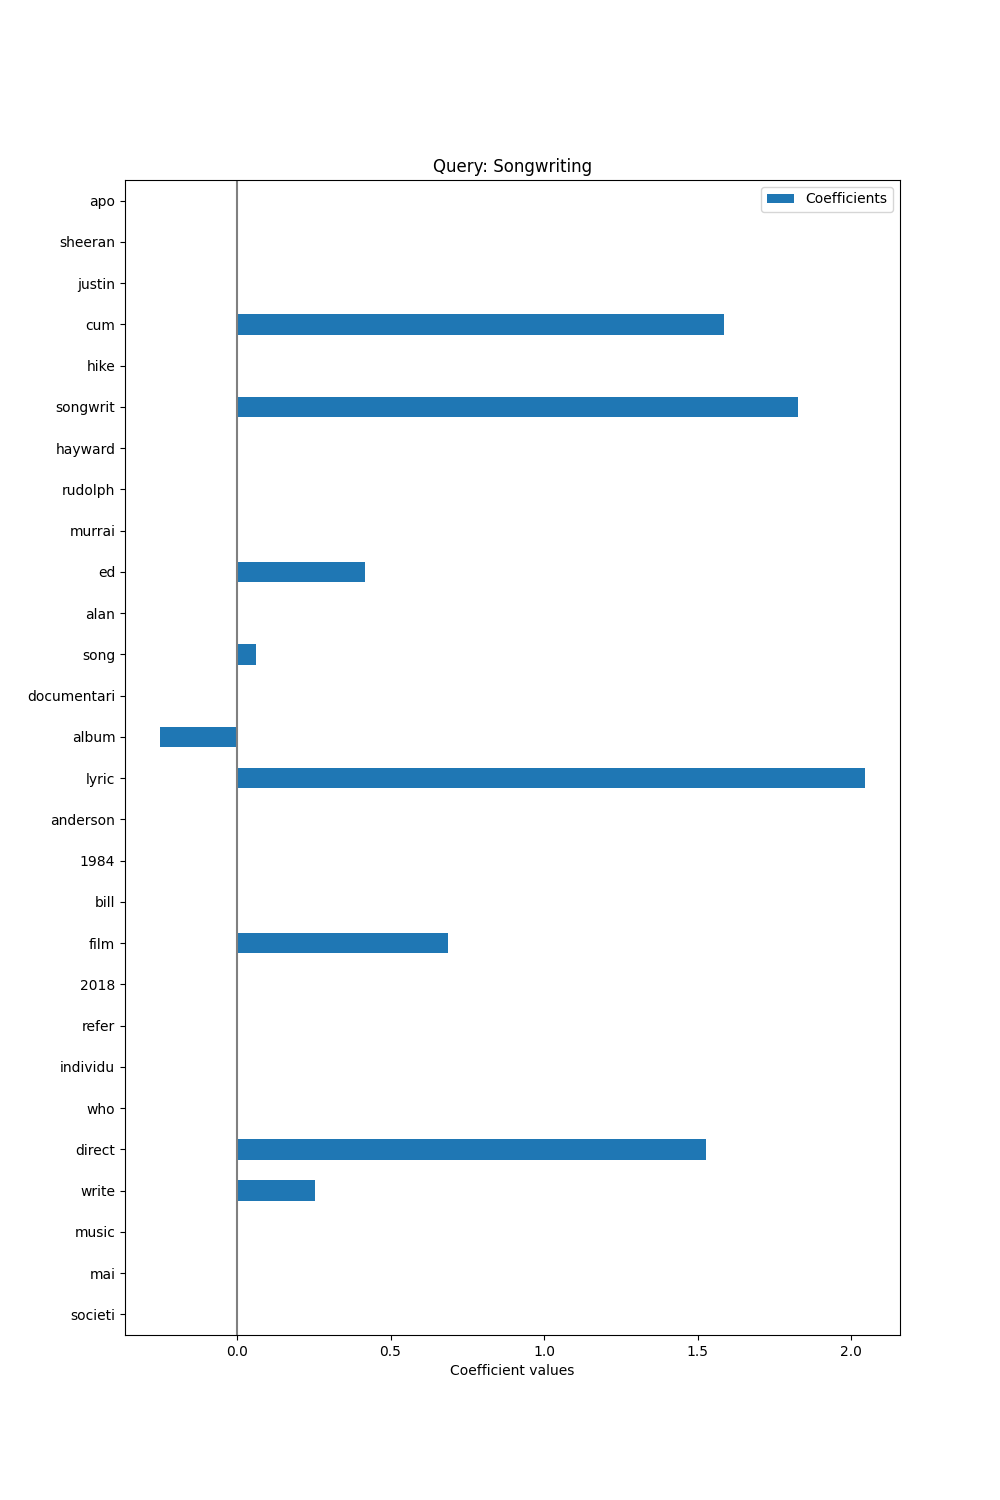 Query: Songwriting
Coefficients
apo
sheeran
justin
cum
hike
songwrit
hayward
rudolph
murrai
ed
alan
song
documentari
album
lyric
anderson
1984
bill
film
2018
refer
individu
who
direct
write
music
mai
societi
0.0 0.5 1.0 1.5 2.0
Coefficient values